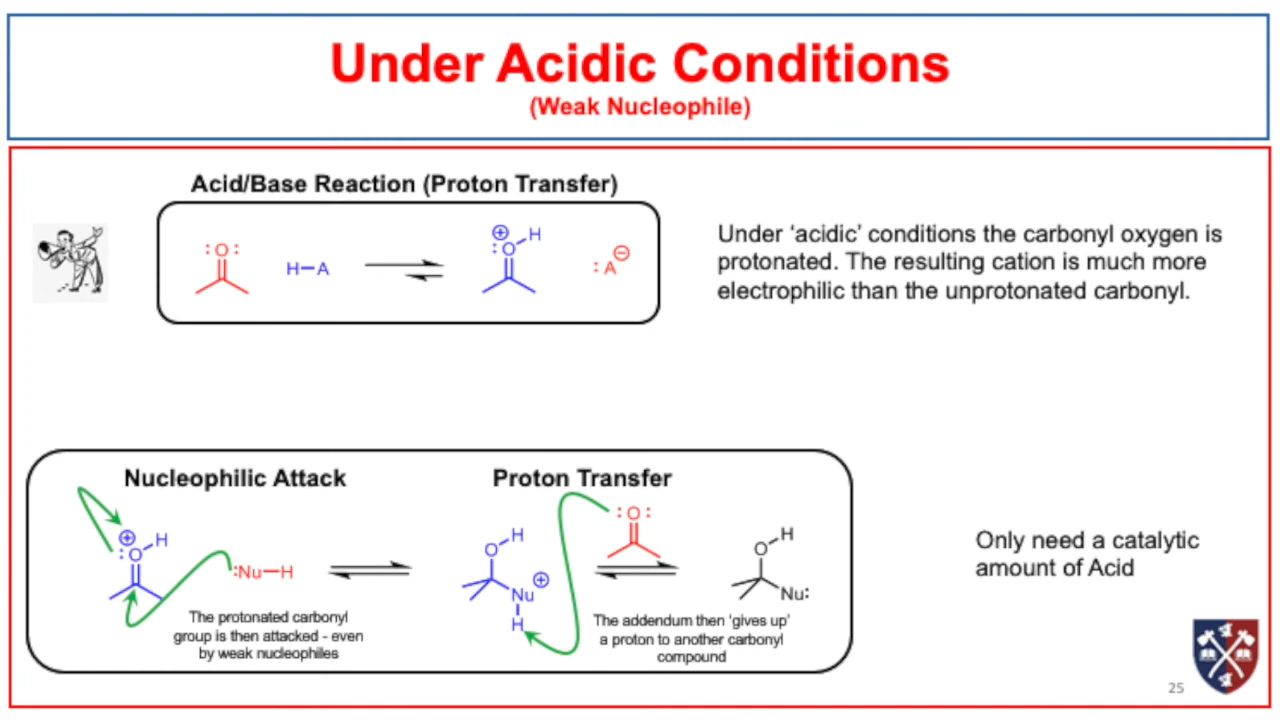 Under Acidic Conditions
(Weak Nucleophile)
Acid/Base Reaction (Proton Transfer)
:O:
H–A
⊕
:O–H
:A⊖
Under ‘acidic’ conditions the carbonyl oxygen is
protonated. The resulting cation is much more
electrophilic than the unprotonated carbonyl.
Nucleophilic Attack
Proton Transfer
⊕
:O–H
:Nu–H
The protonated carbonyl
group is then attacked - even
by weak nucleophiles
O–H
Nu⊕
H
:O:
The addendum then ‘gives up’
a proton to another carbonyl
compound
O–H
Nu:
Only need a catalytic
amount of Acid
25